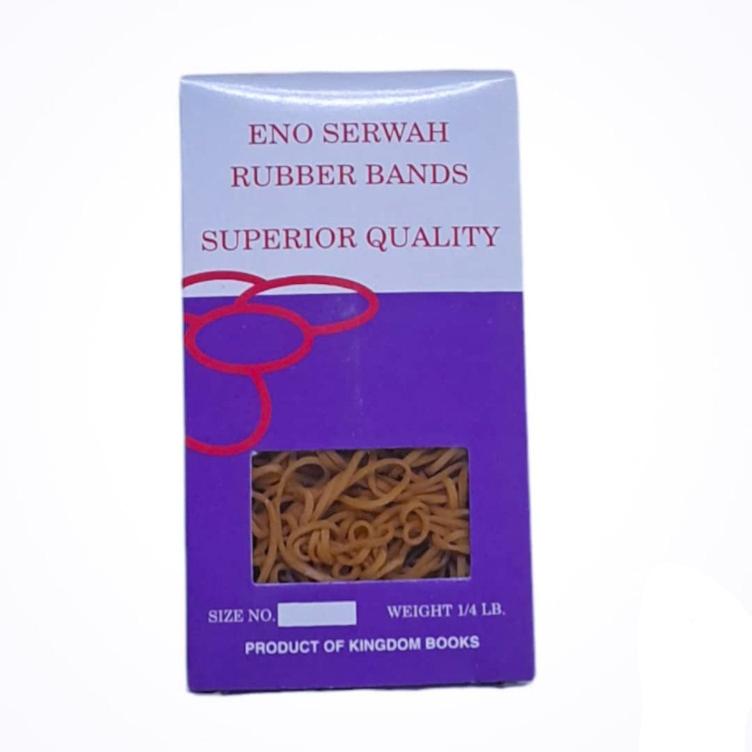 ENO SERWAH
RUBBER BANDS
SUPERIOR QUALITY
SIZE NO. WEIGHT 1/4 LB.
PRODUCT OF KINGDOM BOOKS